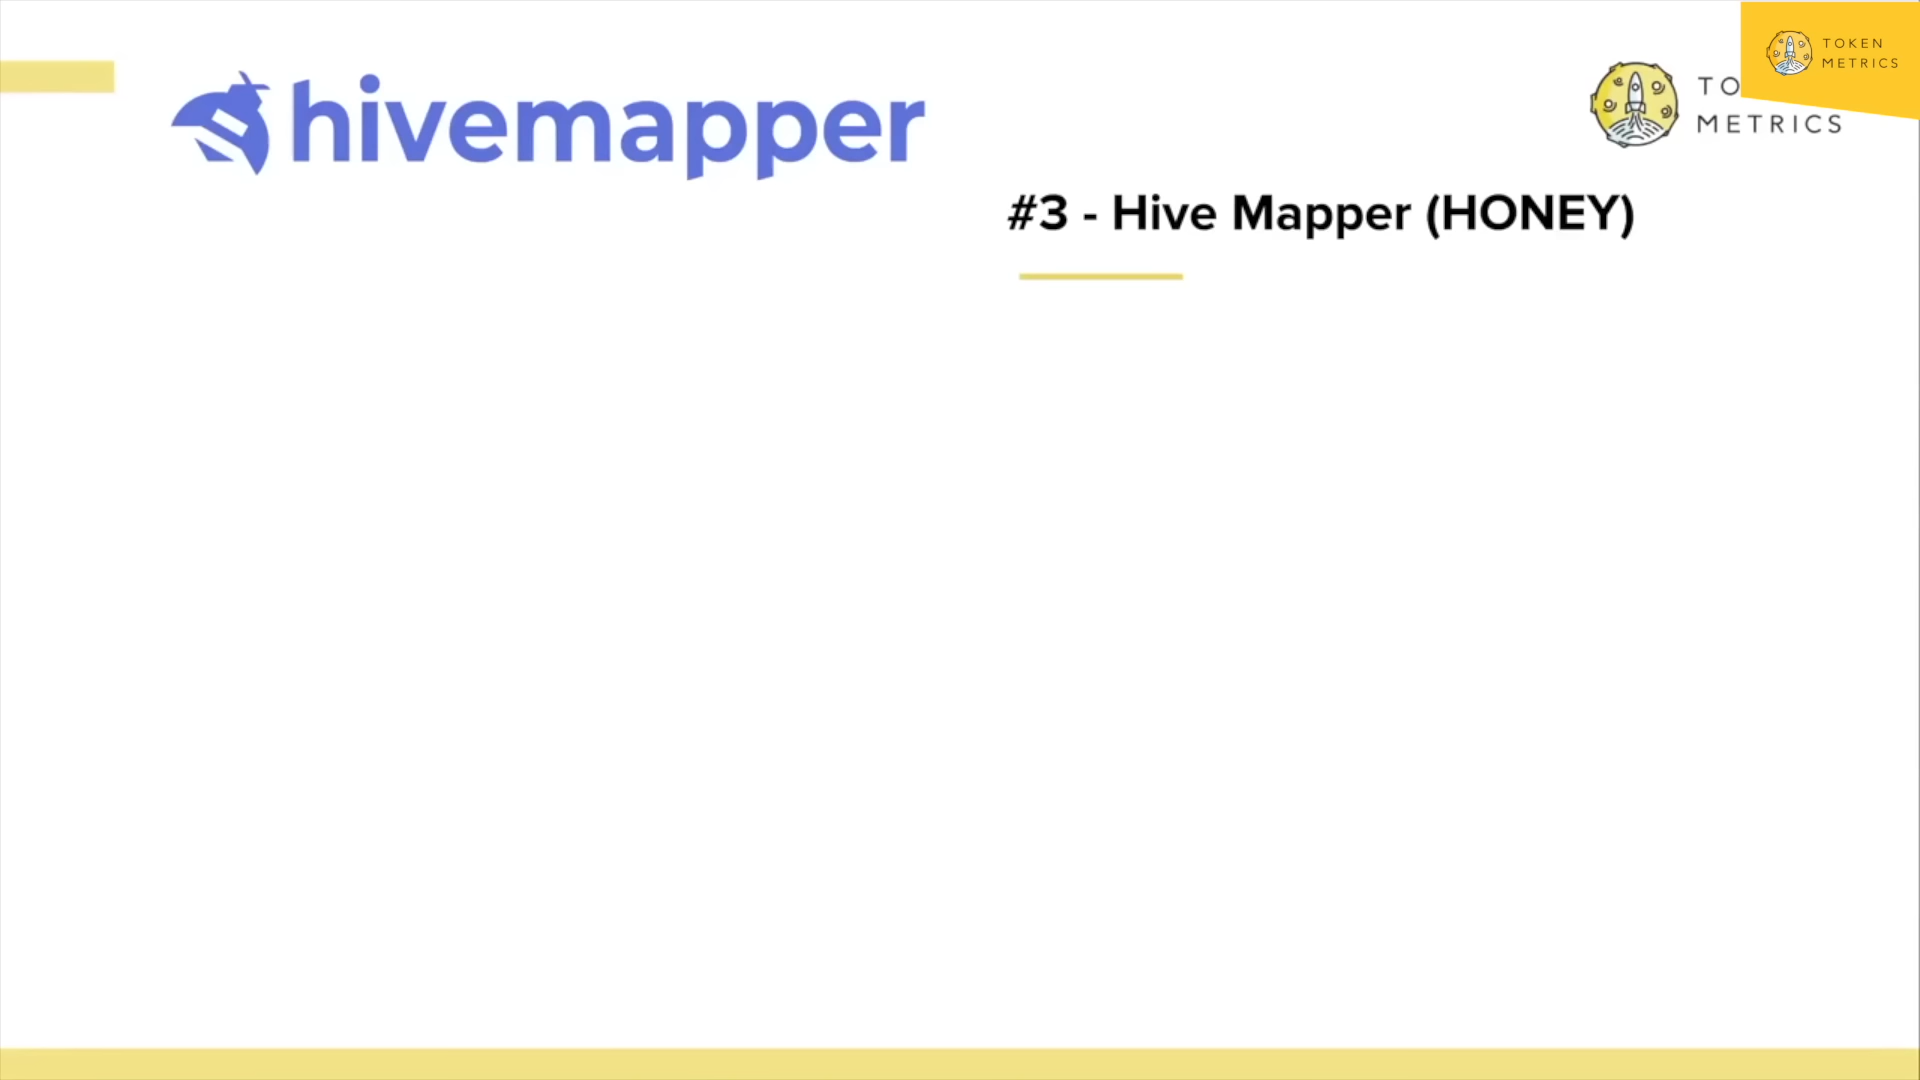 hivemapper
TOKEN
METRICS
TO
METRICS
#3 - Hive Mapper (HONEY)